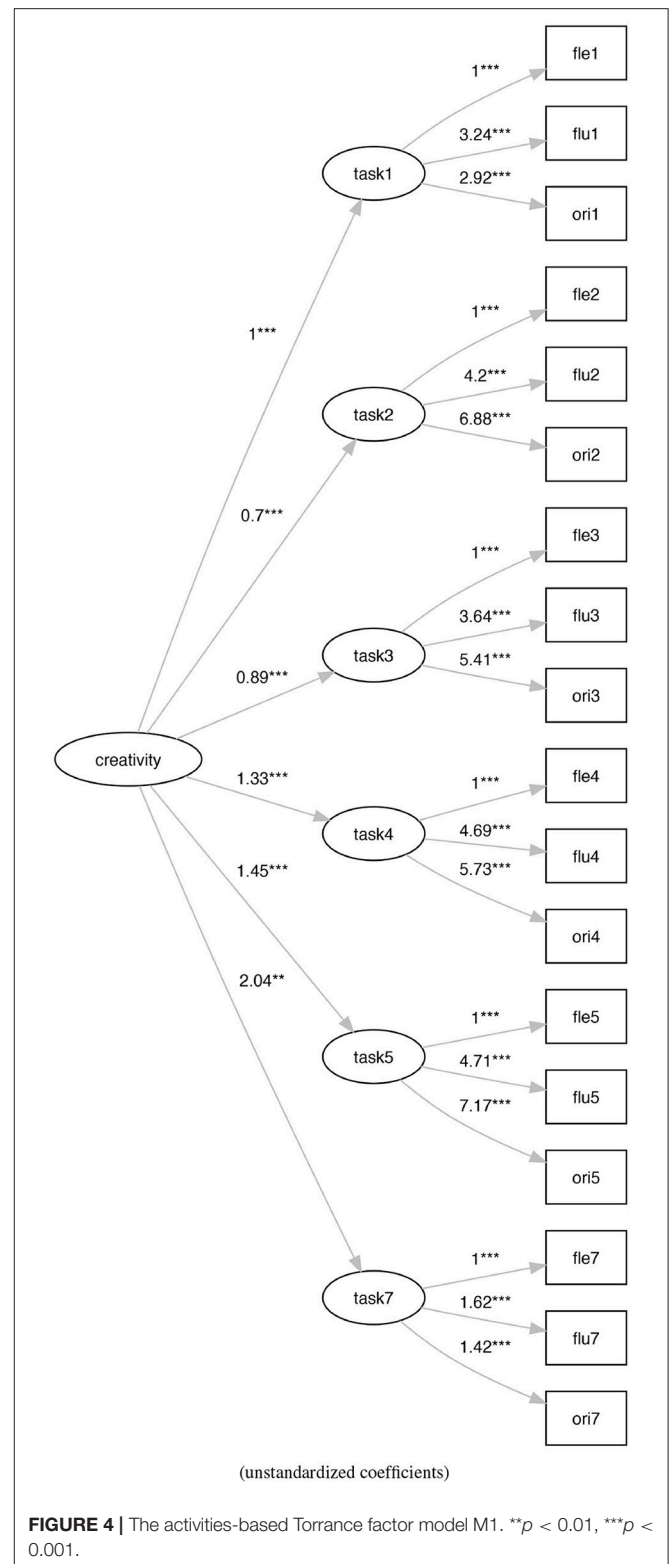 fle1
1***
flu1
3.24***
task1
2.92***
ori1
1***
fle2
1***
flu2
4.2***
task2
6.88***
ori2
0.7***
fle3
1***
flu3
3.64***
task3
5.41***
0.89***
ori3
creativity
1.33***
fle4
1***
task4
4.69***
flu4
5.73***
1.45***
ori4
2.04**
fle5
1***
task5
4.71***
flu5
7.17***
ori5
fle7
1***
task7
1.62***
flu7
1.42***
ori7
(unstandardized coefficients)
FIGURE 4 | The activities-based Torrance factor model M1. **p < 0.01, ***p <
0.001.